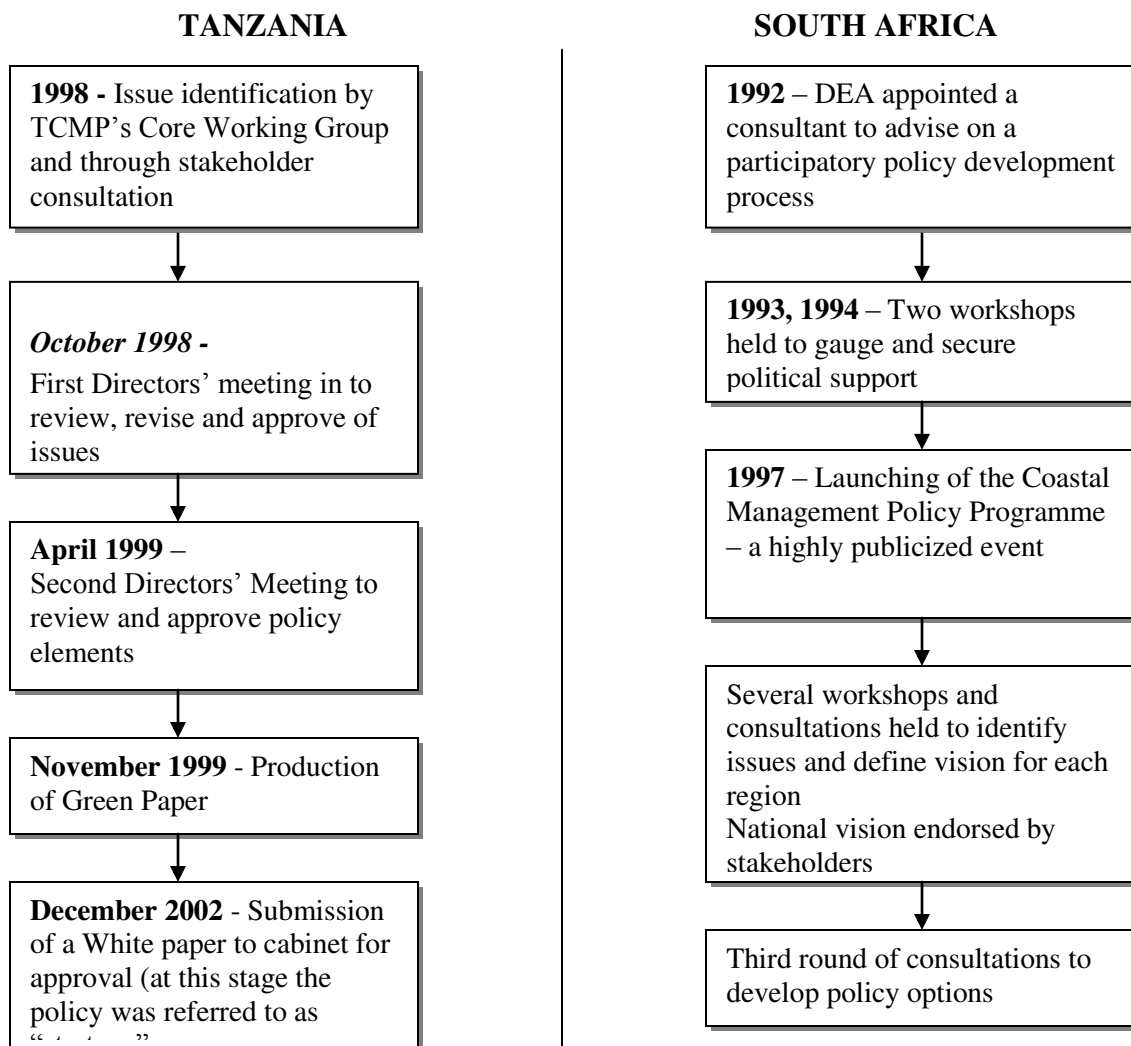 TANZANIA
1998 - Issue identification by
TCMP's Core Working Group
and through stakeholder
consultation
October 1998 -
First Directors' meeting in to
review, revise and approve of
issues
April 1999 –
Second Directors' Meeting to
review and approve policy
elements
November 1999 - Production
of Green Paper
December 2002 - Submission
of a White paper to cabinet for
approval (at this stage the
policy was referred to as
SOUTH AFRICA
1992 – DEA appointed a
consultant to advise on a
participatory policy development
process
1993, 1994 – Two workshops
held to gauge and secure
political support
1997 – Launching of the Coastal
Management Policy Programme
– a highly publicized event
Several workshops and
consultations held to identify
issues and define vision for each
region
National vision endorsed by
stakeholders
Third round of consultations to
develop policy options